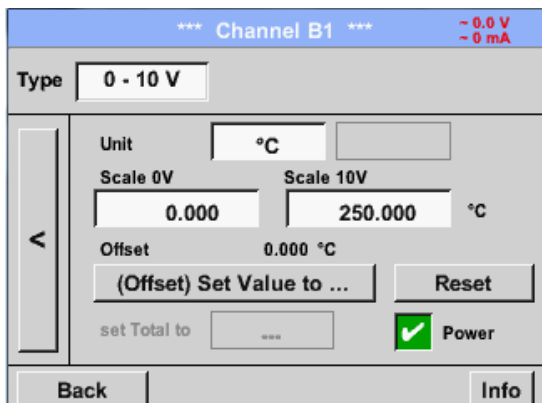 *** Channel B1 ***
~ 0.0 V
~ 0 mA
Type 0 - 10 V
Unit °C
Scale 0V Scale 10V
0.000 250.000 °C
<
Offset 0.000 °C
(Offset) Set Value to ... Reset
set Total to --- Power
Back Info